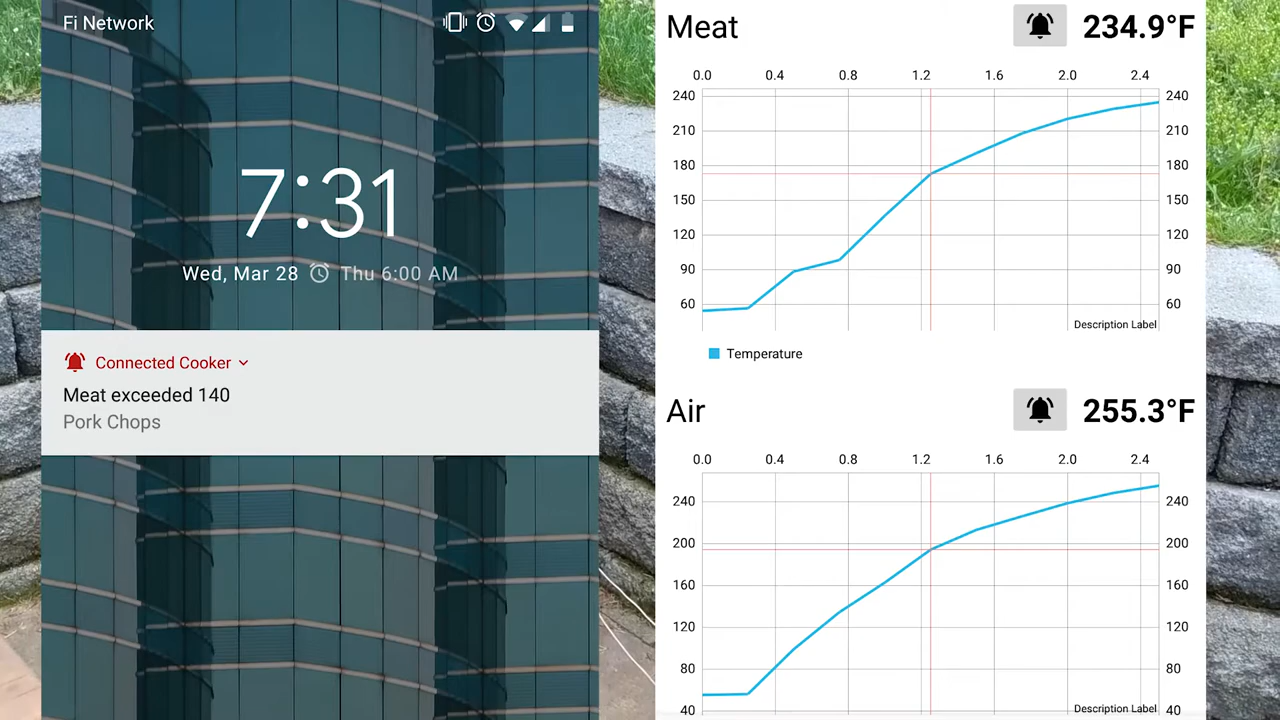 Fi Network
7:31
Wed, Mar 28 Thu 6:00 AM
Connected Cooker
Meat exceeded 140
Pork Chops
Meat 234.9°F
0.0 0.4 0.8 1.2 1.6 2.0 2.4
240 240
210 210
180 180
150 150
120 120
90 90
60 60
Description Label
Temperature
Air 255.3°F
0.0 0.4 0.8 1.2 1.6 2.0 2.4
240 240
200 200
160 160
120 120
80 80
40 40
Description Label